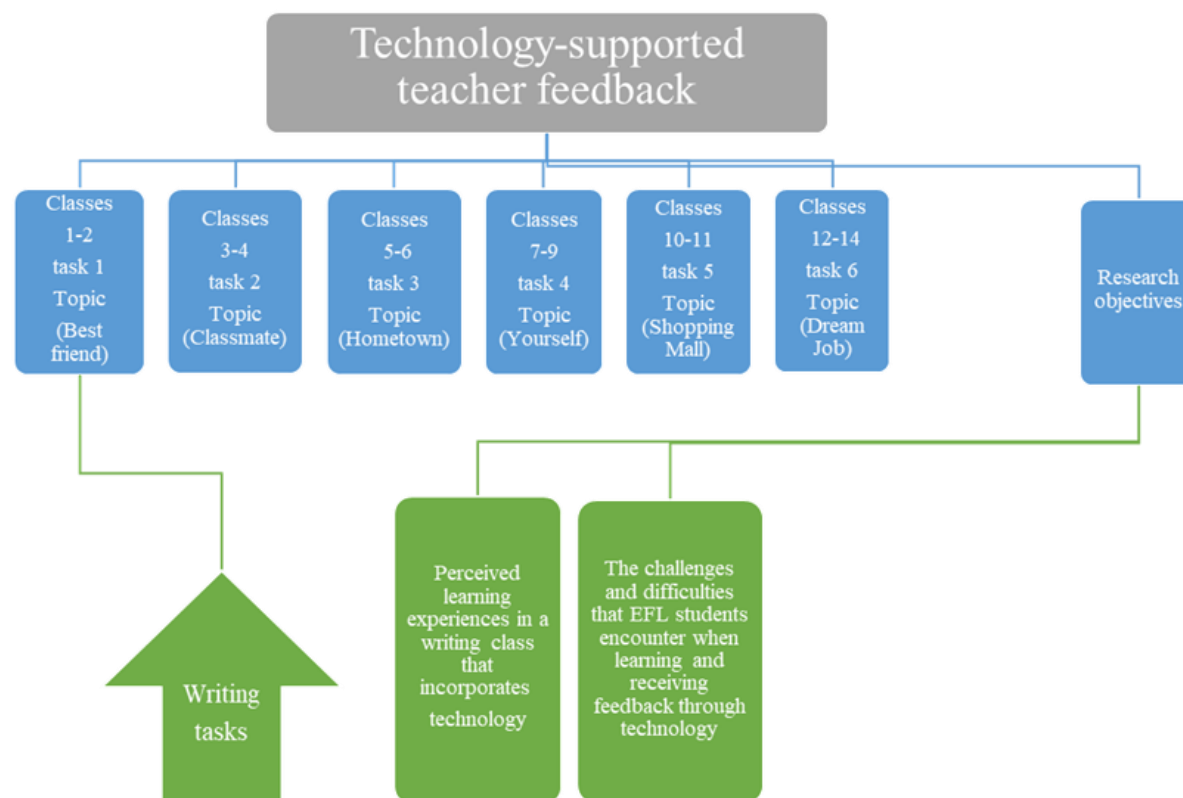 Technology-supported
teacher feedback
Classes
1-2
task 1
Topic
(Best
friend)
Classes
3-4
task 2
Topic
(Classmate)
Classes
5-6
task 3
Topic
(Hometown)
Classes
7-9
task 4
Topic
(Yourself)
Classes
10-11
task 5
Topic
(Shopping
Mall)
Classes
12-14
task 6
Topic
(Dream
Job)
Research
objectives
Writing
tasks
Perceived
learning
experiences in a
writing class
that
incorporates
technology
The challenges
and difficulties
that EFL students
encounter when
learning and
receiving
feedback through
technology